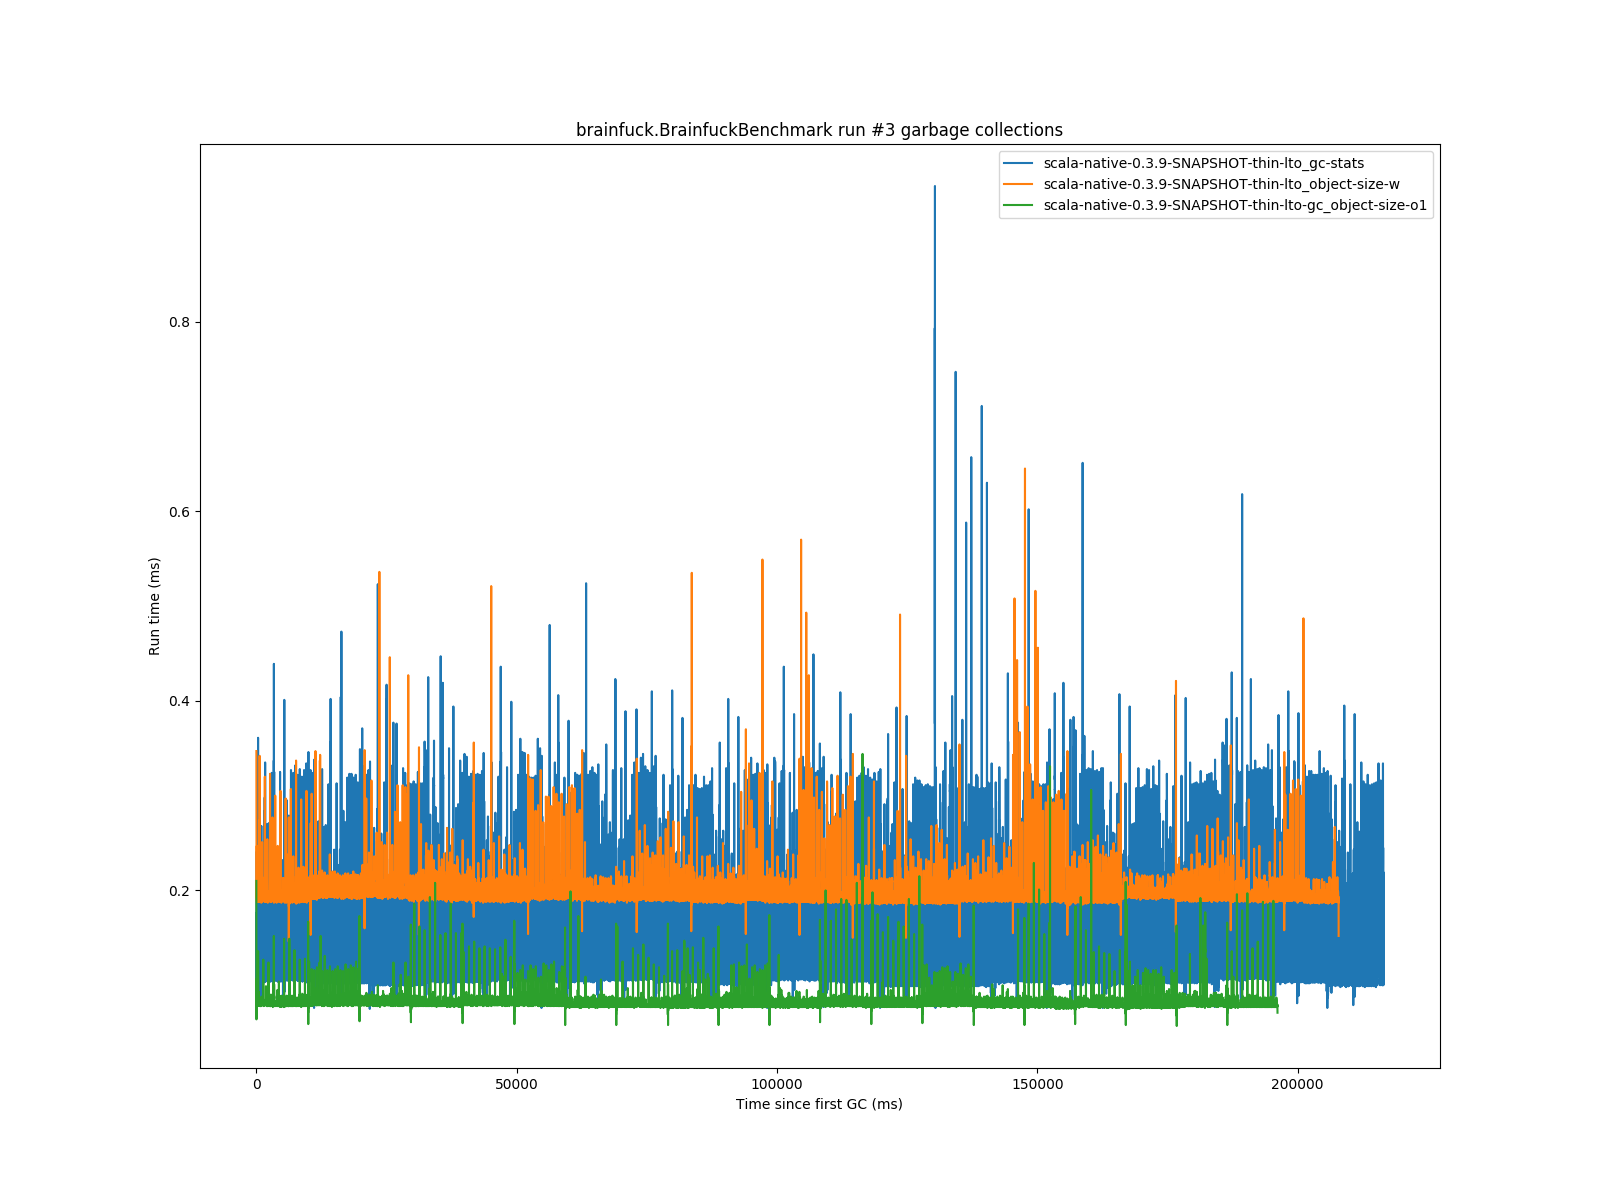 brainfuck.BrainfuckBenchmark run #3 garbage collections
scala-native-0.3.9-SNAPSHOT-thin-lto_gc-stats
scala-native-0.3.9-SNAPSHOT-thin-lto_object-size-w
scala-native-0.3.9-SNAPSHOT-thin-lto-gc_object-size-o1
0.8
0.6
0.4
0.2
Run time (ms)
0
50000
100000
150000
200000
Time since first GC (ms)